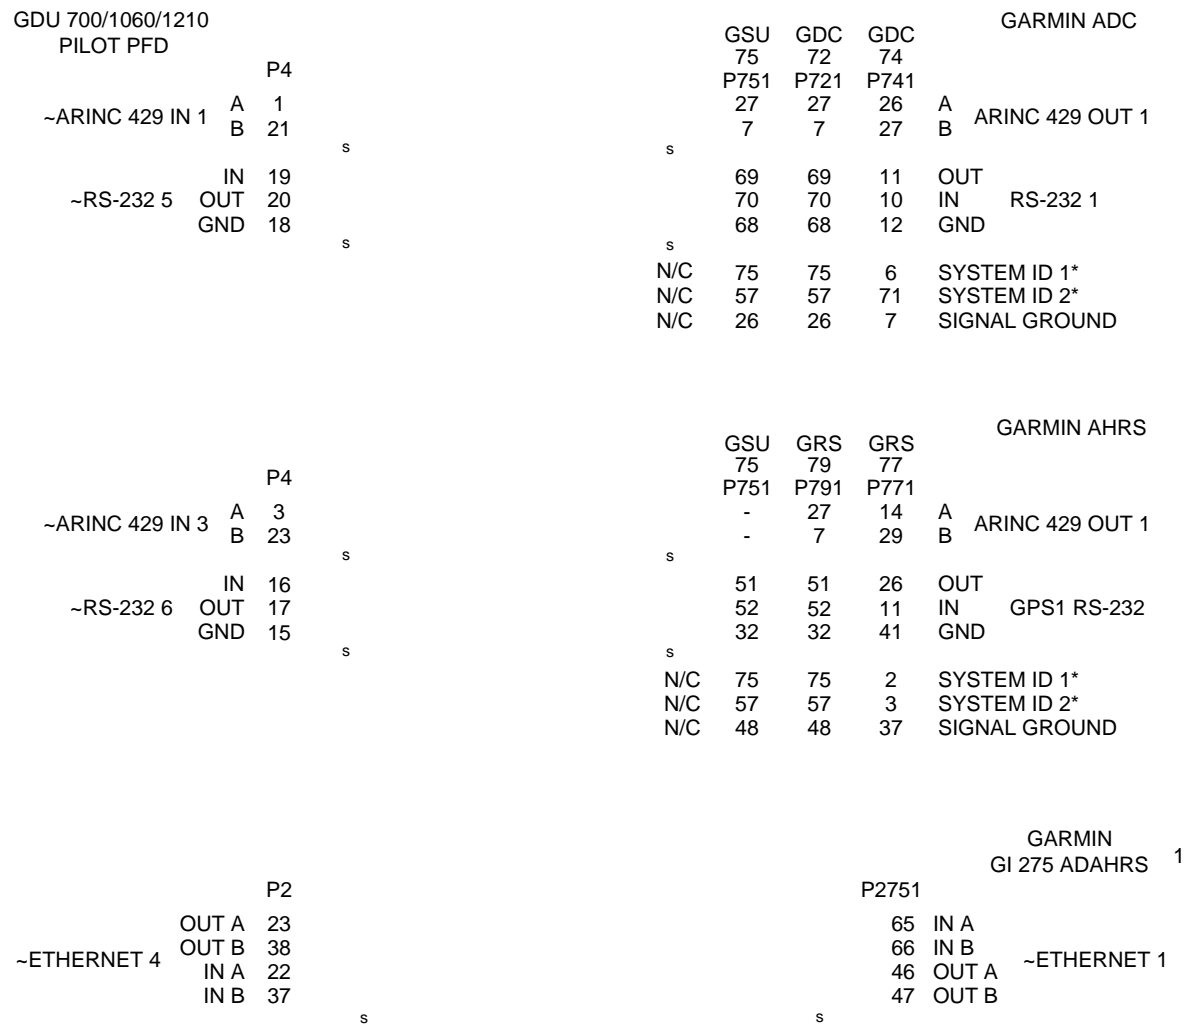 GDU 700/1060/1210
PILOT PFD
P4
~ARINC 429 IN 1
A 1
B 21
s
IN 19
~RS-232 5 OUT 20
GND 18
s
GARMIN ADC
GSU GDC GDC
75 72 74
P751 P721 P741
27 27 26 A
7 7 27 B
ARINC 429 OUT 1
s
69 69 11 OUT
70 70 10 IN RS-232 1
68 68 12 GND
s
N/C 75 75 6 SYSTEM ID 1*
N/C 57 57 71 SYSTEM ID 2*
N/C 26 26 7 SIGNAL GROUND
P4
~ARINC 429 IN 3
A 3
B 23
s
IN 16
~RS-232 6 OUT 17
GND 15
s
GARMIN AHRS
GSU GRS GRS
75 79 77
P751 P791 P771
- 27 14 A
- 7 29 B
ARINC 429 OUT 1
s
51 51 26 OUT
52 52 11 IN GPS1 RS-232
32 32 41 GND
s
N/C 75 75 2 SYSTEM ID 1*
N/C 57 57 3 SYSTEM ID 2*
N/C 48 48 37 SIGNAL GROUND
P2
OUT A 23
OUT B 38
~ETHERNET 4
IN A 22
IN B 37
s
GARMIN
GI 275 ADAHRS 1
P2751
65 IN A
66 IN B
~ETHERNET 1
46 OUT A
47 OUT B
s